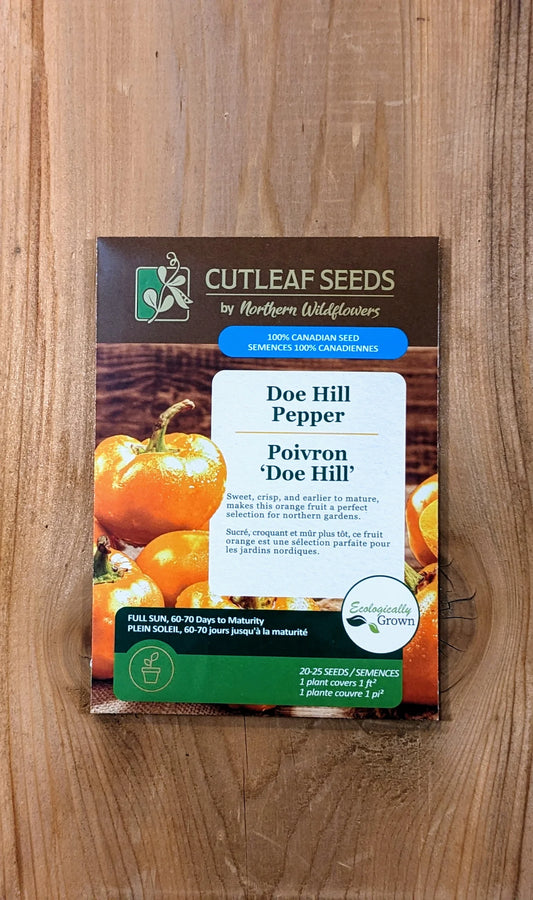 CUTLEAF SEEDS
by Northern Wildflowers
100% CANADIAN SEED
SEMENCES 100% CANADIENNES
Doe Hill
Pepper
Poivron
‘Doe Hill’
Sweet, crisp, and earlier to mature,
makes this orange fruit a perfect
selection for northern gardens.
Sucré, croquant et mûr plus tôt, ce fruit
orange est une sélection parfaite pour
les jardins nordiques.
Ecologically
Grown
FULL SUN, 60-70 Days to Maturity
PLEIN SOLEIL, 60-70 jours jusqu'à la maturité
20-25 SEEDS / SEMENCES
1 plant covers 1 ft²
1 plante couvre 1 pi²